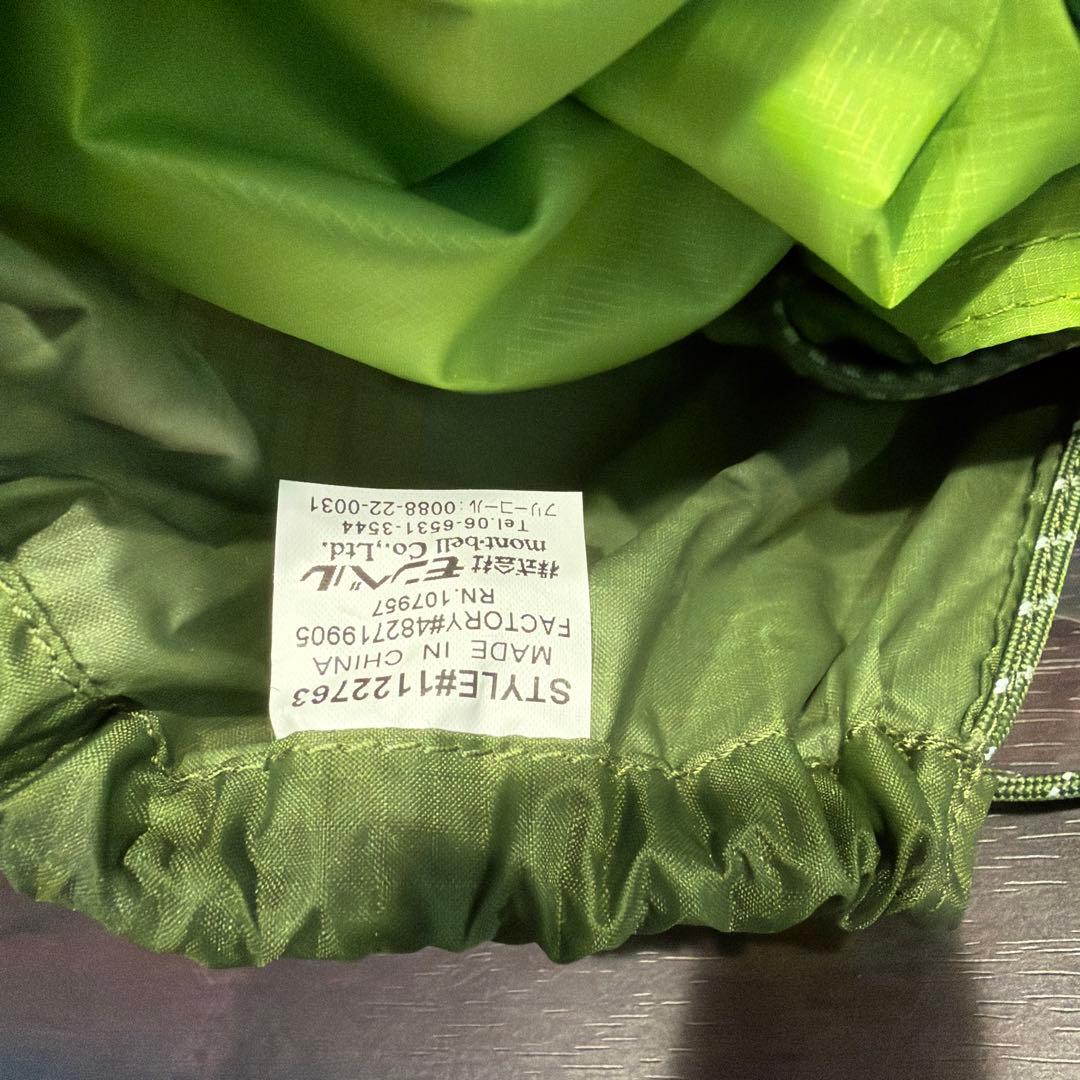 STYLE#1122763
MADE IN CHINA
FACTORY#482719905
RN.107957
株式会社 モンベル
mont-bell Co.,Ltd.
Tel.06-6531-3544
フリーコール:0088-22-0031